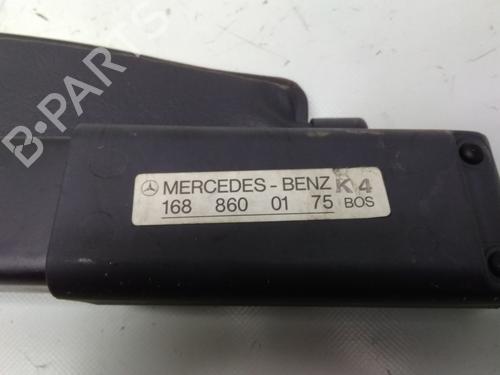 B-PARTS
MERCEDES-BENZ K4
168 860 01 75 BOS